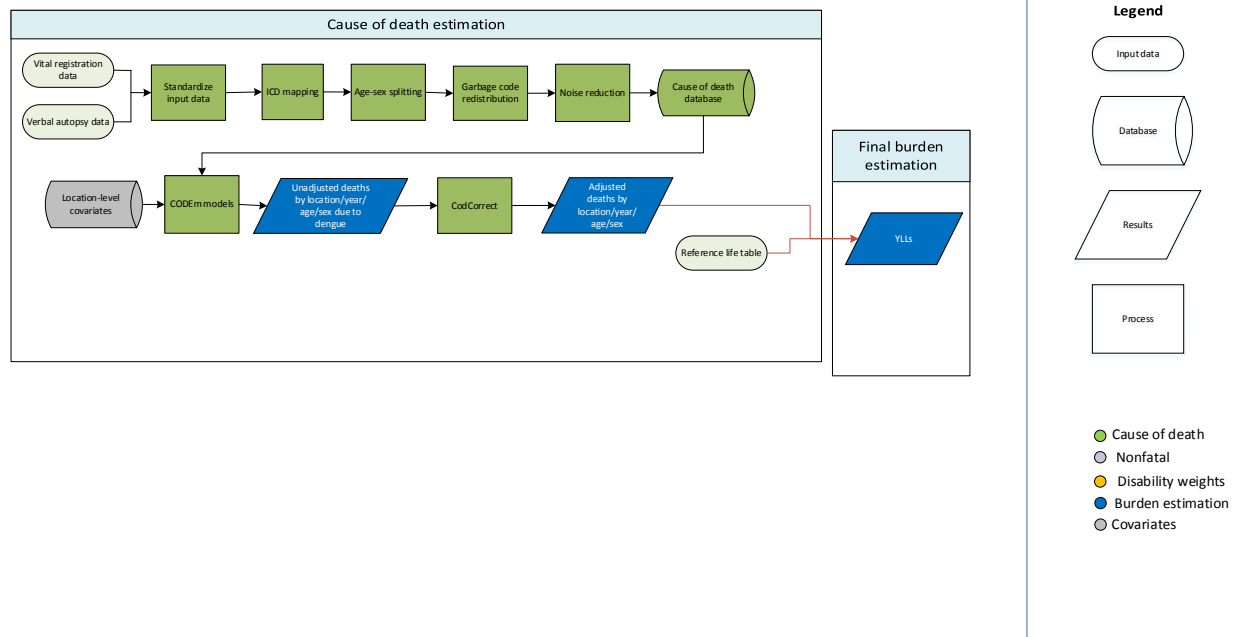 Cause of death estimation
Vital registration
data
Verbal autopsy data
Standardize
input data
ICD mapping
Age-sex splitting
Garbage code
redistribution
Noise reduction
Cause of death
database
Location-level
covariates
CODEm models
Unadjusted deaths
by location/year/
age/sex due to
dengue
CodCorrect
Adjusted
deaths by
location/year/
age/sex
Reference life table
Final burden
estimation
YLLs
Legend
Input data
Database
Results
Process
Cause of death
Nonfatal
Disability weights
Burden estimation
Covariates